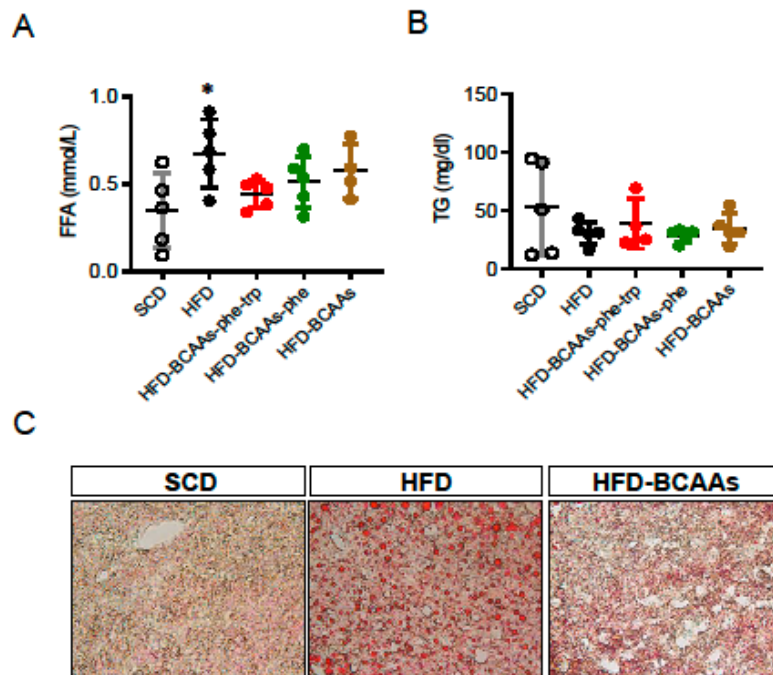 A
FFA (mmol/L)
1.0
0.5
0.0
*
SCD
HFD
HFD-BCAAs-phe-trp
HFD-BCAAs-phe
HFD-BCAAs
B
TG (mg/dl)
150
100
50
0
SCD
HFD
HFD-BCAAs-phe-trp
HFD-BCAAs-phe
HFD-BCAAs
C
SCD
HFD
HFD-BCAAs